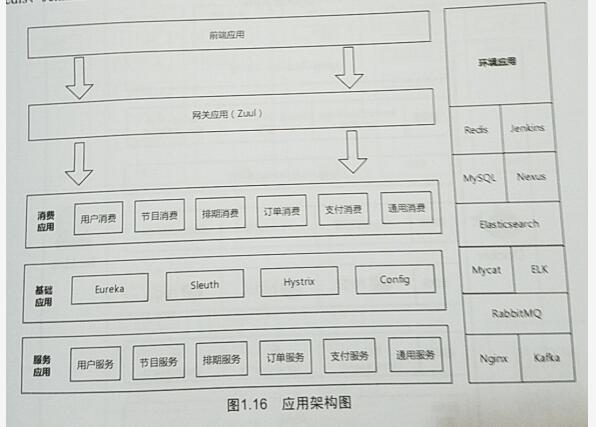 前端应用
环境应用
网关应用（Zuul）
Redis
Jenkins
MySQL
Nexus
消费
应用
用户消费
节目消费
排期消费
订单消费
支付消费
通用消费
Elasticsearch
基础
应用
Eureka
Sleuth
Hystrix
Config
Mycat
ELK
RabbitMQ
服务
应用
用户服务
节目服务
排期服务
订单服务
支付服务
通用服务
Nginx
Kafka
图1.16 应用架构图